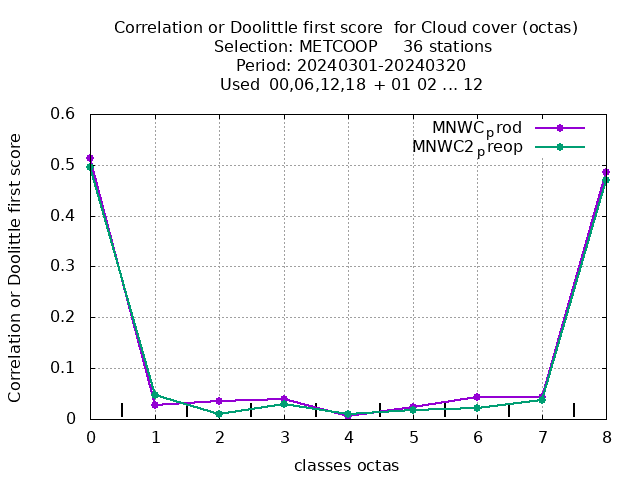 Correlation or Doolittle first score  for Cloud cover (octas)
Selection: METCOOP     36 stations
Period: 20240301-20240320
Used  00,06,12,18  + 01 02 ... 12
MNWCprod
MNWC2preop
Correlation or Doolittle first score
0.6
0.5
0.4
0.3
0.2
0.1
0
0 1 2 3 4 5 6 7 8
classes octas